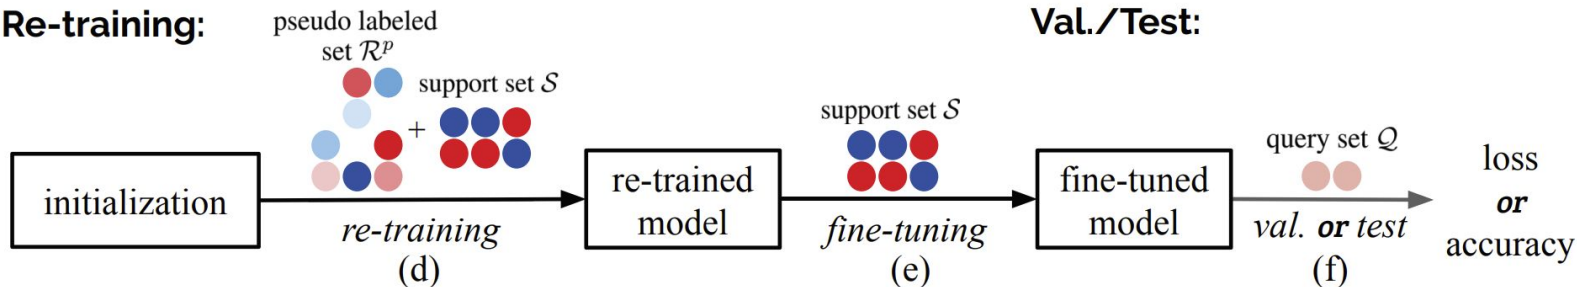 Re-training:
pseudo labeled
set ℛᵖ
support set 𝒮
+
initialization
re-training
(d)
re-trained
model
support set 𝒮
fine-tuning
(e)
Val./Test:
fine-tuned
model
query set 𝒬
val. or test
(f)
loss
or
accuracy